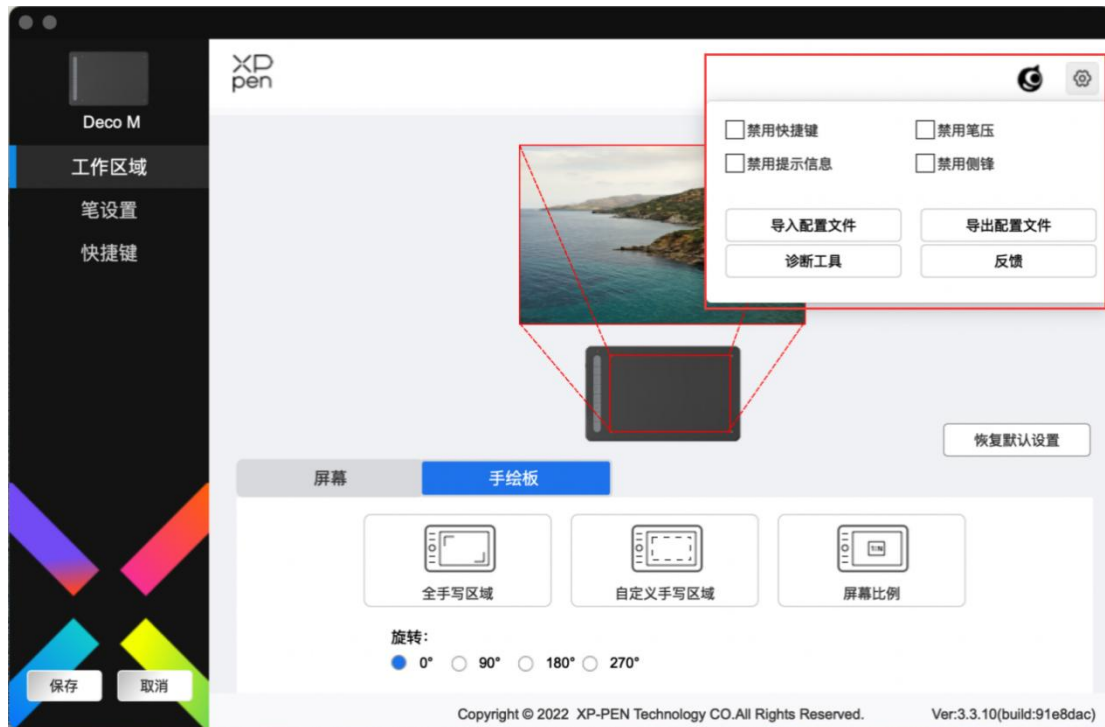 XP
pen
Deco M
工作区域
笔设置
快捷键
禁用快捷键
禁用笔压
禁用提示信息
禁用侧锋
导入配置文件
导出配置文件
诊断工具
反馈
恢复默认设置
屏幕
手绘板
全手写区域
自定义手写区域
1:N
屏幕比例
旋转:
0° 90° 180° 270°
保存
取消
Copyright © 2022 XP-PEN Technology CO.All Rights Reserved.
Ver:3.3.10(build:91e8dac)